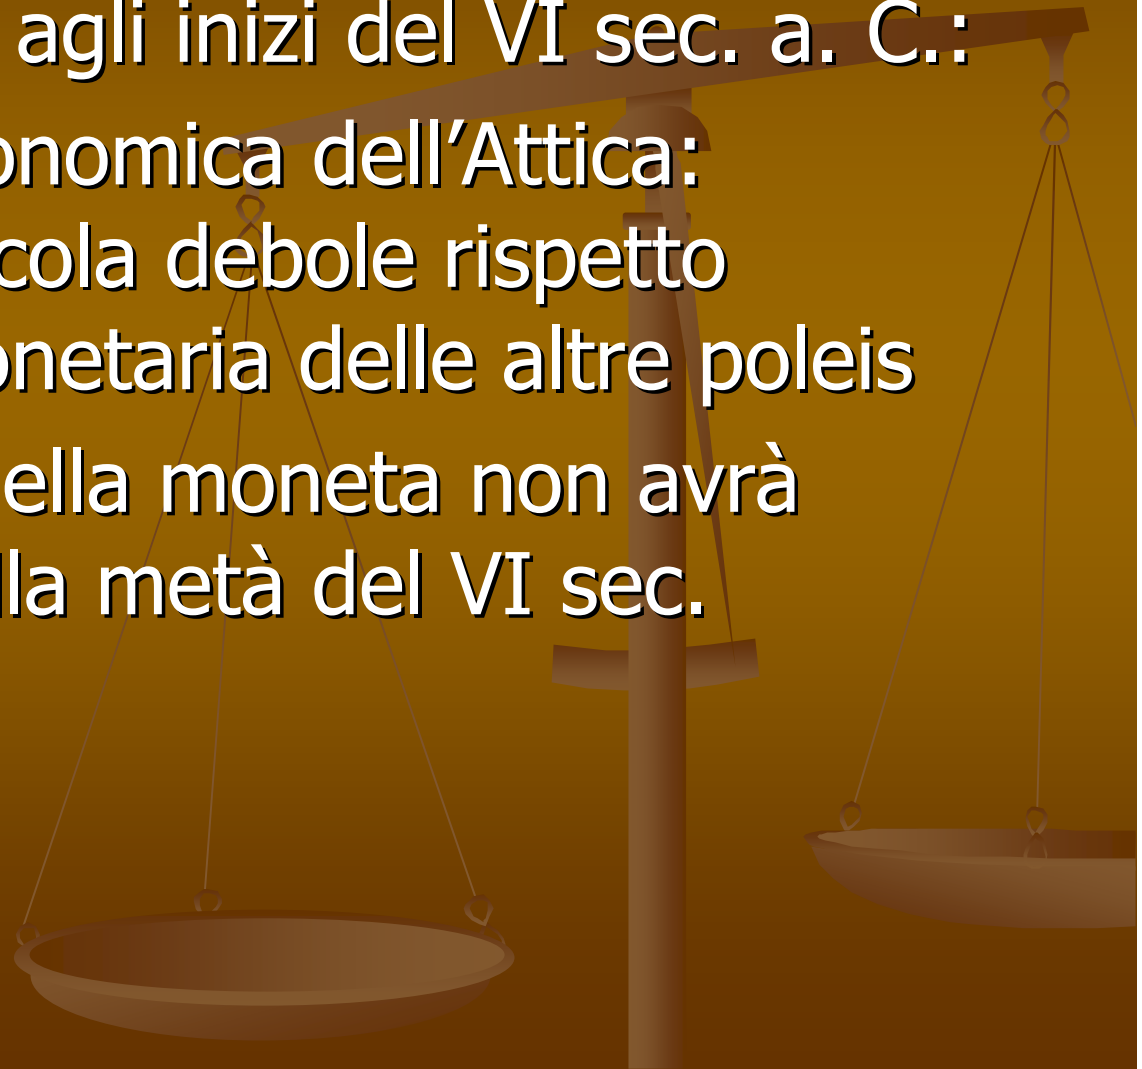 agli inizi del VI sec. a. C.:
onomica dell’Attica:
cola debole rispetto
onetaria delle altre poleis
ella moneta non avrà
lla metà del VI sec.